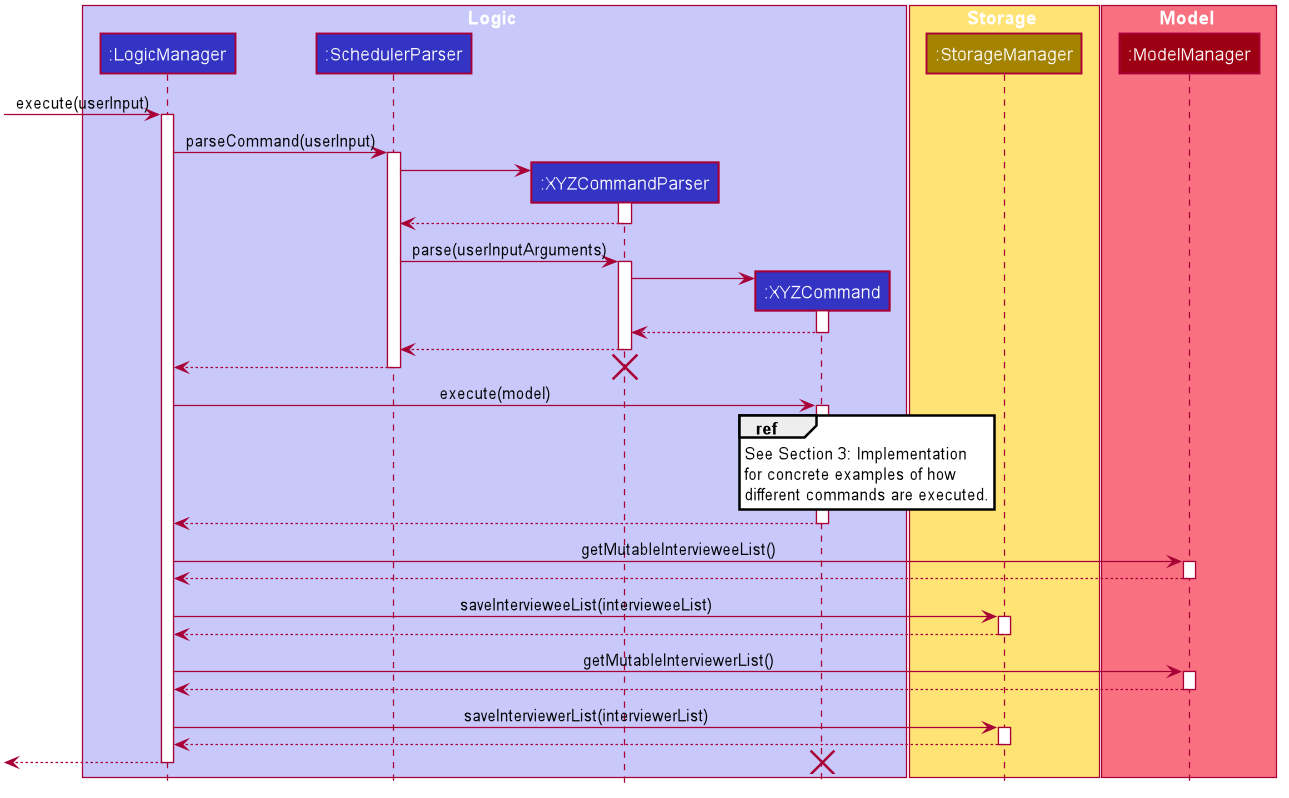 Logic
Storage
Model
:LogicManager
:SchedulerParser
:StorageManager
:ModelManager
execute(userInput)
parseCommand(userInput)
:XYZCommandParser
parse(userInputArguments)
:XYZCommand
execute(model)
ref
See Section 3: Implementation
for concrete examples of how
different commands are executed.
getMutableIntervieweeList()
saveIntervieweeList(intervieweeList)
getMutableInterviewerList()
saveInterviewerList(interviewerList)